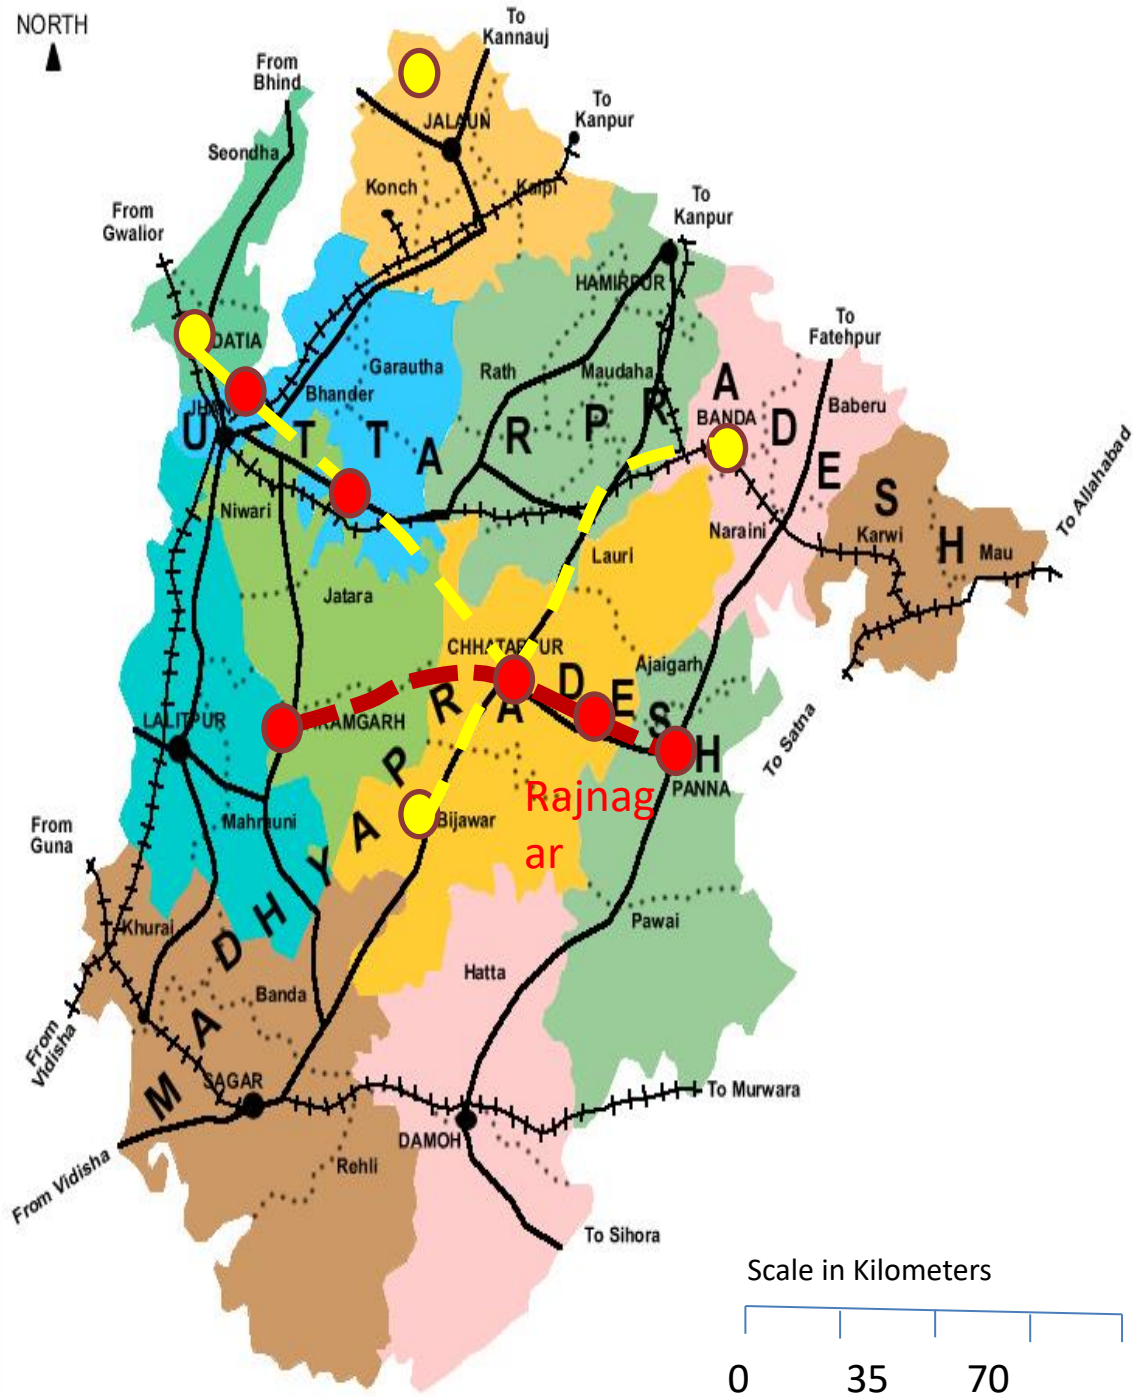 NORTH
To
Kannauj
From
Bhind
To
Kanpur
JALAUN
Seondha
Konch
Kalpi
To
Kanpur
From
Gwalior
HAMIRPUR
To
Fatehpur
DATIA
Garautha
Rath
Maudaha
Bhander
BANDA
Baberu
U T T A R P R A D E S H
Niwari
Lauri
Naraini
Karwi
Mau
To Allahabad
Jatara
CHHATARPUR
Ajaigarh
LALITPUR
To Satna
PANNA
Rajnag
ar
Bijawar
From
Guna
Mahrauni
M A D H Y A P R A D E S H
Khurai
Pawai
Hatta
Banda
From
Vidisha
SAGAR
To Murwara
DAMOH
Rehli
From Vidisha
To Sihora
Scale in Kilometers
0 35 70